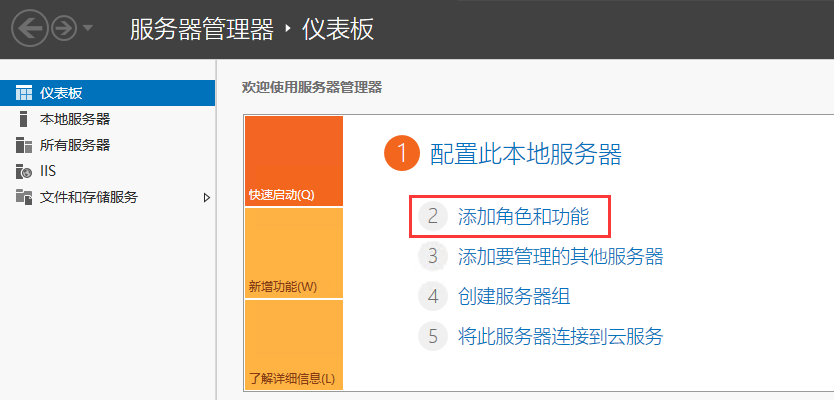 服务器管理器 ‣ 仪表板
仪表板
本地服务器
所有服务器
IIS
文件和存储服务
欢迎使用服务器管理器
快速启动(Q)
新增功能(W)
了解详细信息(L)
1 配置此本地服务器
2 添加角色和功能
3 添加要管理的其他服务器
4 创建服务器组
5 将此服务器连接到云服务